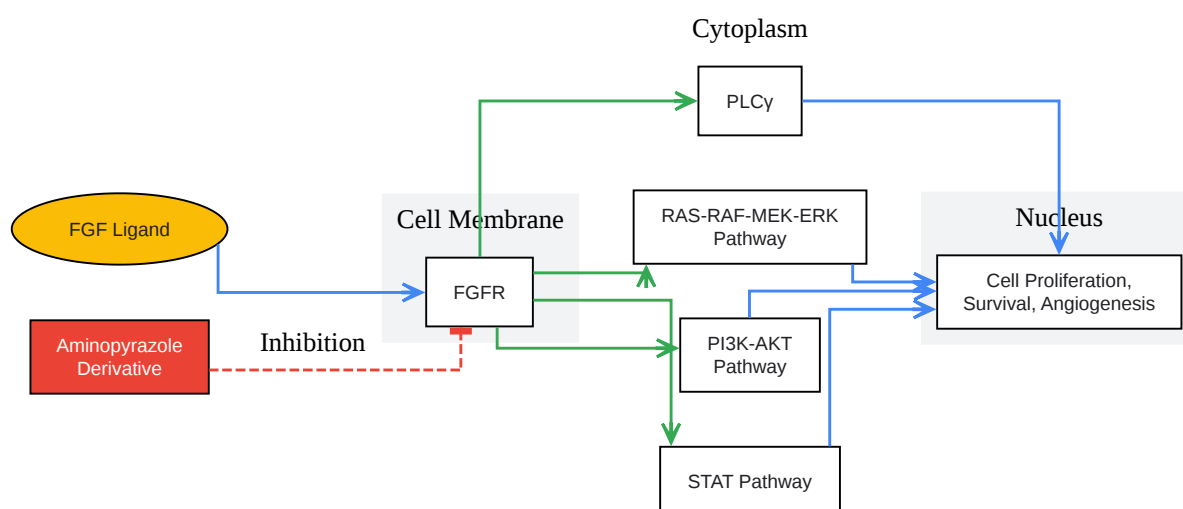 Cytoplasm
PLCγ
Cell Membrane
RAS-RAF-MEK-ERK
Pathway
Nucleus
FGF Ligand
FGFR
Cell Proliferation,
Survival, Angiogenesis
Aminopyrazole
Derivative
Inhibition
PI3K-AKT
Pathway
STAT Pathway